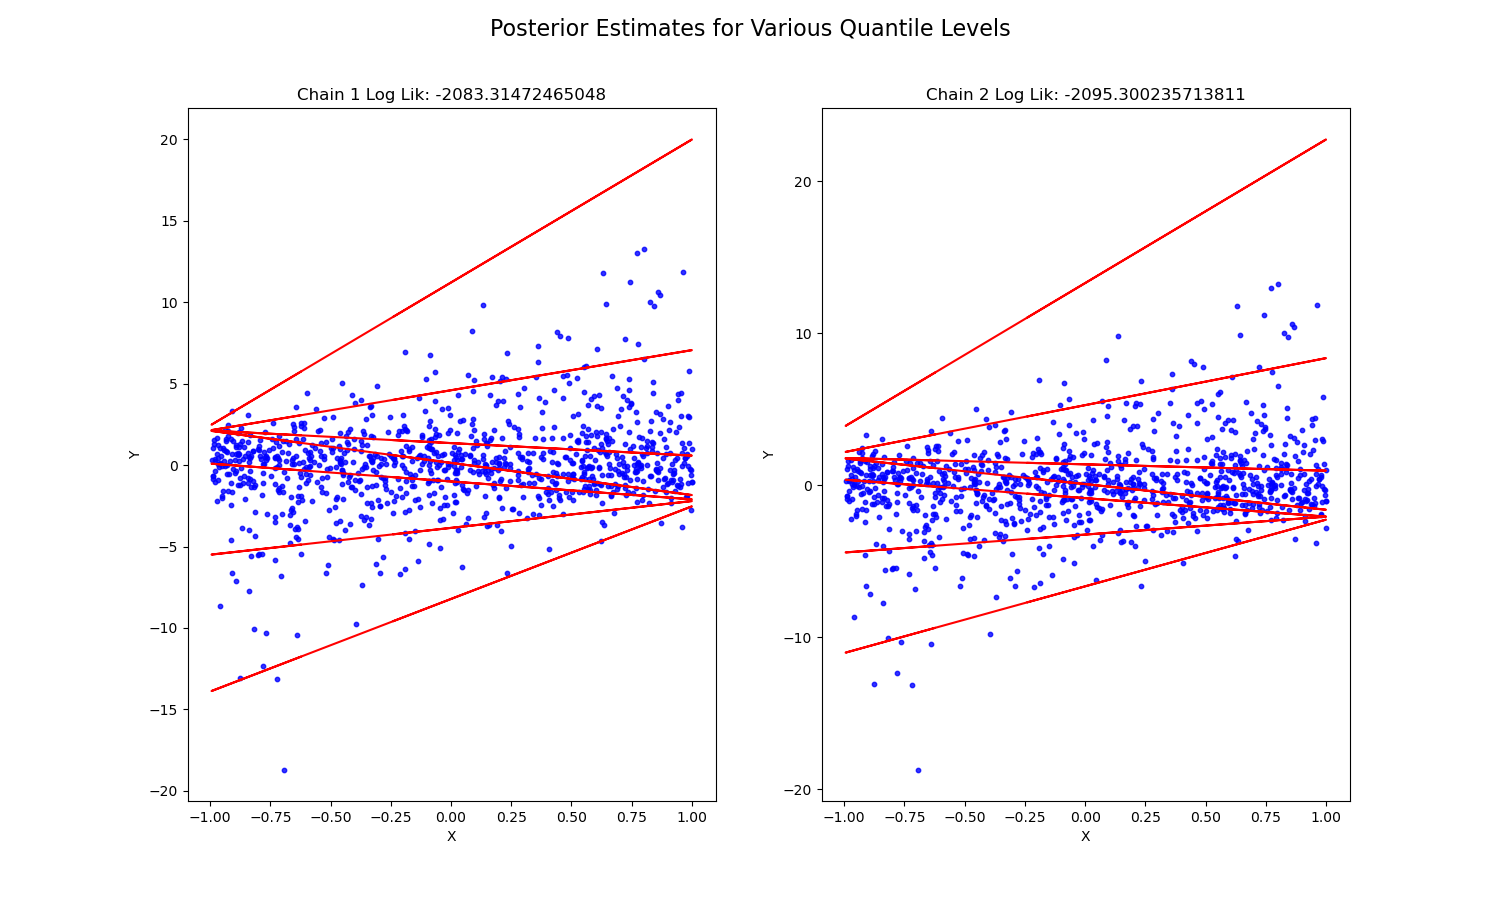 Posterior Estimates for Various Quantile Levels
Chain 1 Log Lik: -2083.31472465048
20
15
10
5
0
−5
−10
−15
−20
Y
−1.00 −0.75 −0.50 −0.25 0.00 0.25 0.50 0.75 1.00
X
Chain 2 Log Lik: -2095.300235713811
20
10
0
−10
−20
Y
−1.00 −0.75 −0.50 −0.25 0.00 0.25 0.50 0.75 1.00
X